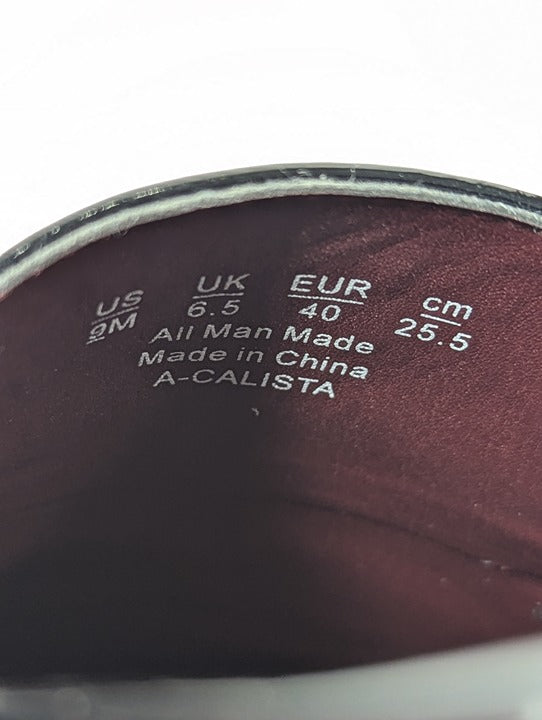 US UK EUR cm
9M 6.5 40 25.5
All Man Made
Made in China
A-CALISTA